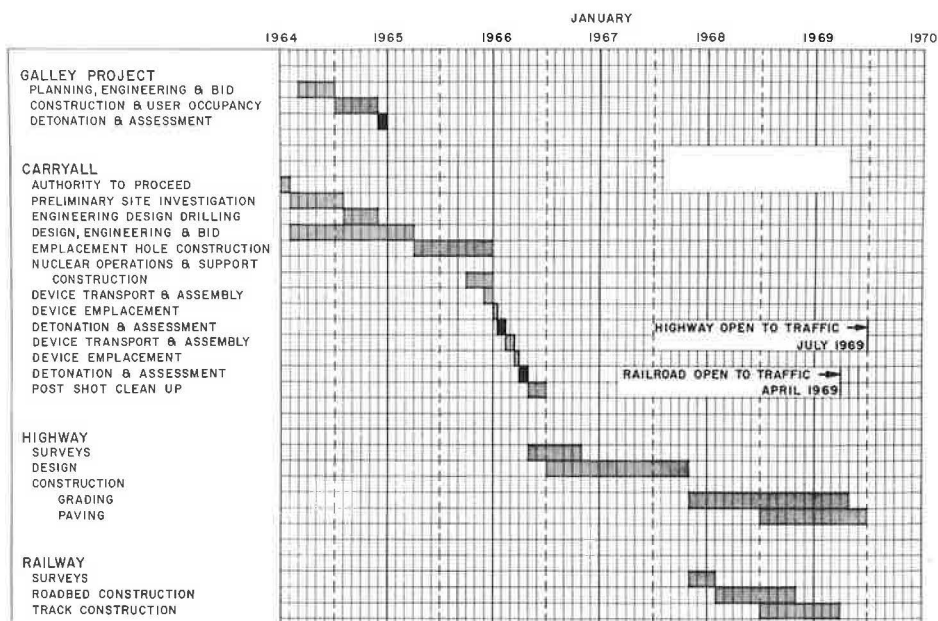 JANUARY
1964 1965 1966 1967 1968 1969 1970
GALLEY PROJECT
PLANNING, ENGINEERING & BID
CONSTRUCTION & USER OCCUPANCY
DETONATION & ASSESSMENT
CARRYALL
AUTHORITY TO PROCEED
PRELIMINARY SITE INVESTIGATION
ENGINEERING DESIGN DRILLING
DESIGN, ENGINEERING & BID
EMPLACEMENT HOLE CONSTRUCTION
NUCLEAR OPERATIONS & SUPPORT
CONSTRUCTION
DEVICE TRANSPORT & ASSEMBLY
DEVICE EMPLACEMENT
DETONATION & ASSESSMENT
DEVICE TRANSPORT & ASSEMBLY
DEVICE EMPLACEMENT
DETONATION & ASSESSMENT
POST SHOT CLEAN UP
HIGHWAY OPEN TO TRAFFIC →
JULY 1969
RAILROAD OPEN TO TRAFFIC →
APRIL 1969
HIGHWAY
SURVEYS
DESIGN
CONSTRUCTION
GRADING
PAVING
RAILWAY
SURVEYS
ROADBED CONSTRUCTION
TRACK CONSTRUCTION